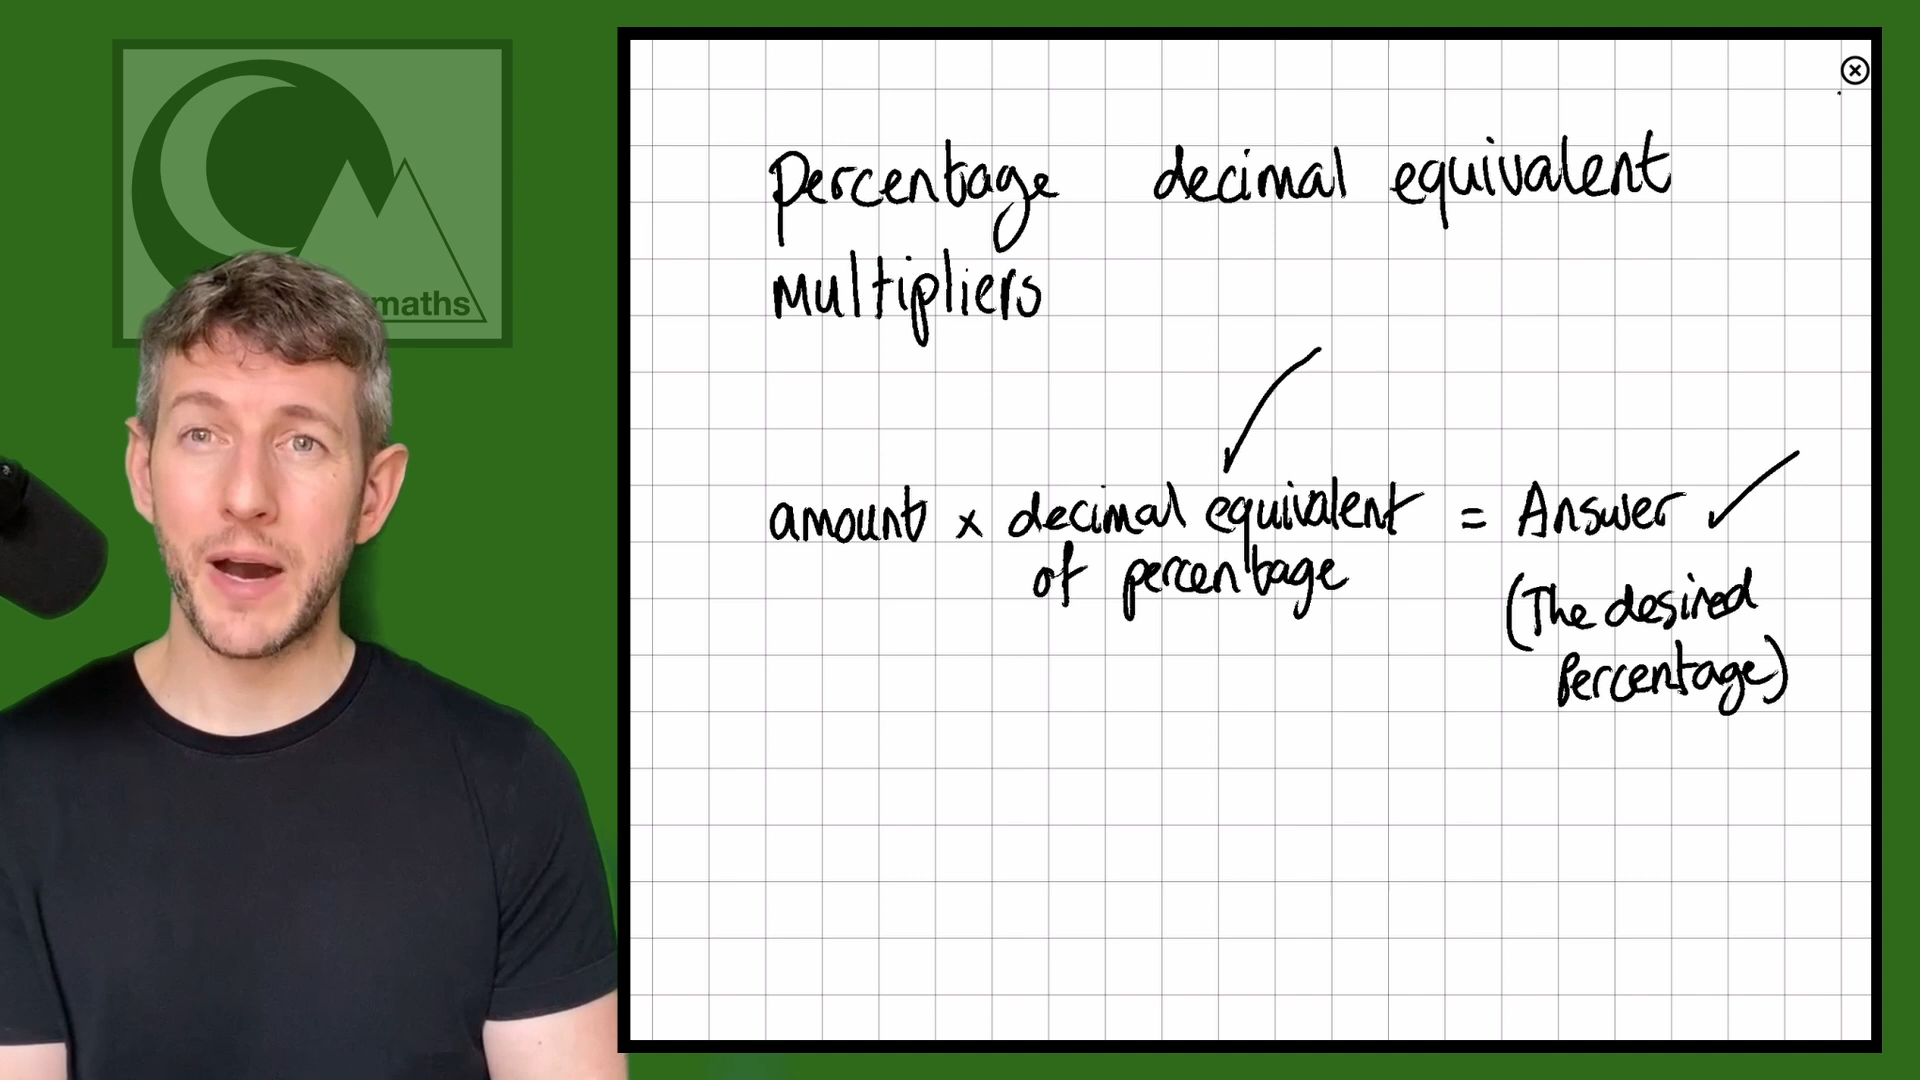 maths
Percentage decimal equivalent
Multipliers
amount x decimal equivalent = Answer
of percentage
(The desired
Percentage)